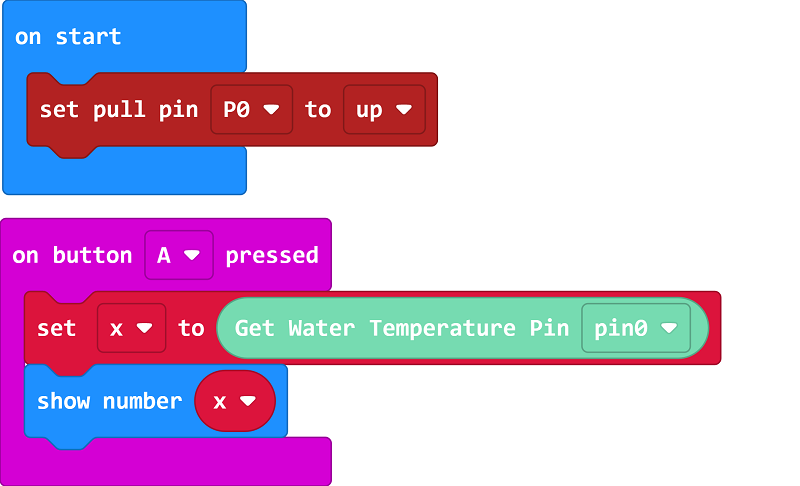 on start
set pull pin P0 to up
on button A pressed
set x to Get Water Temperature Pin pin0
show number x